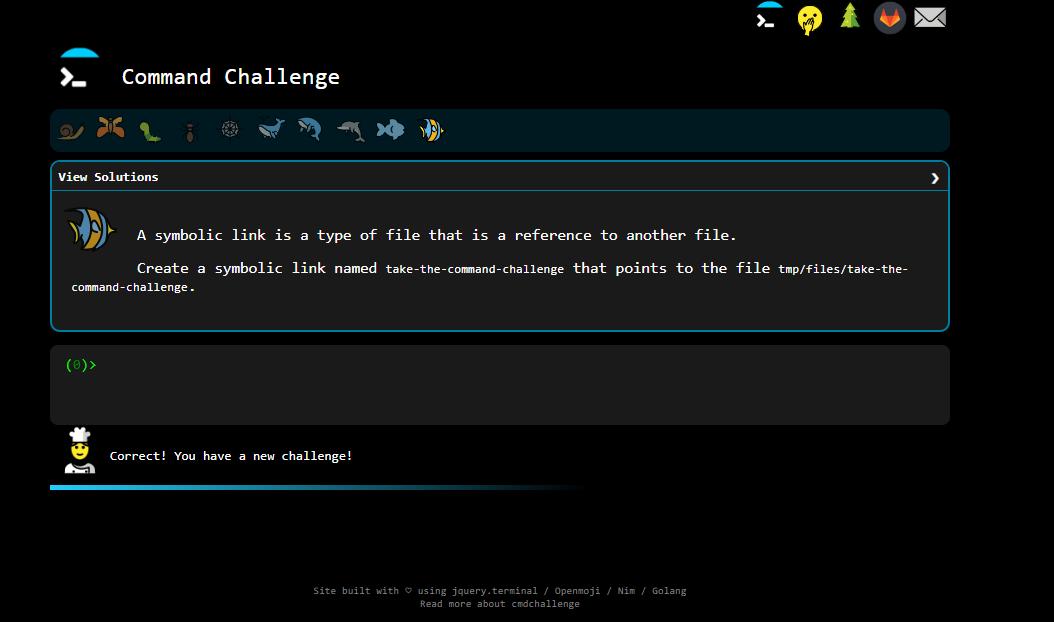 Command Challenge
View Solutions
A symbolic link is a type of file that is a reference to another file.
Create a symbolic link named take-the-command-challenge that points to the file tmp/files/take-the-
command-challenge.
(0)>
Correct! You have a new challenge!
Site built with ♡ using jquery.terminal / Openmoji / Nim / Golang
Read more about cmdchallenge